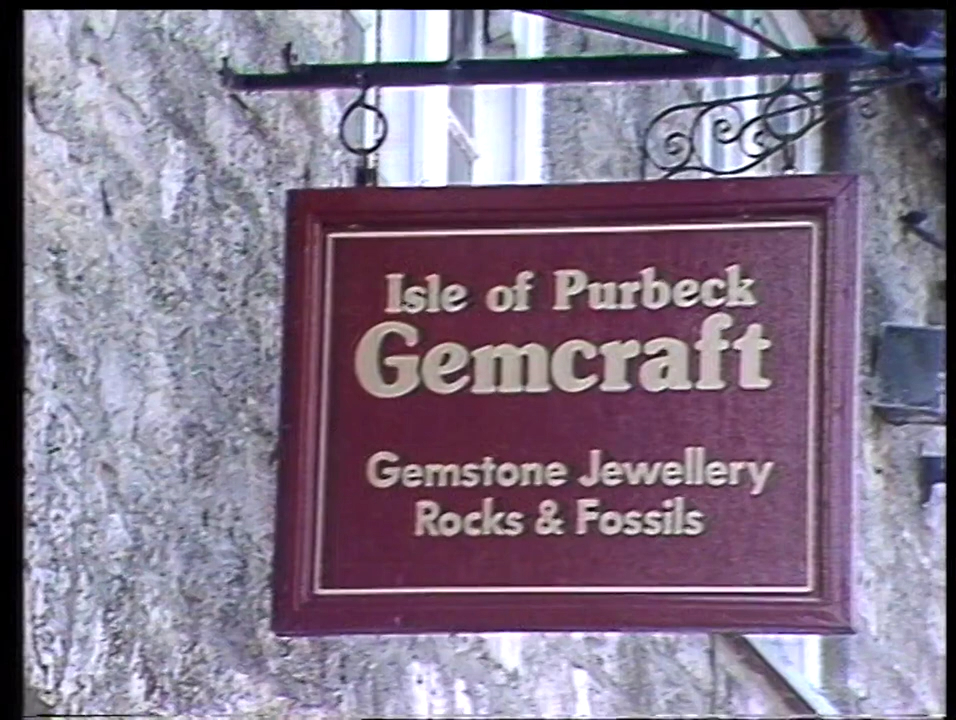 Isle of Purbeck
Gemcraft
Gemstone Jewellery
Rocks & Fossils